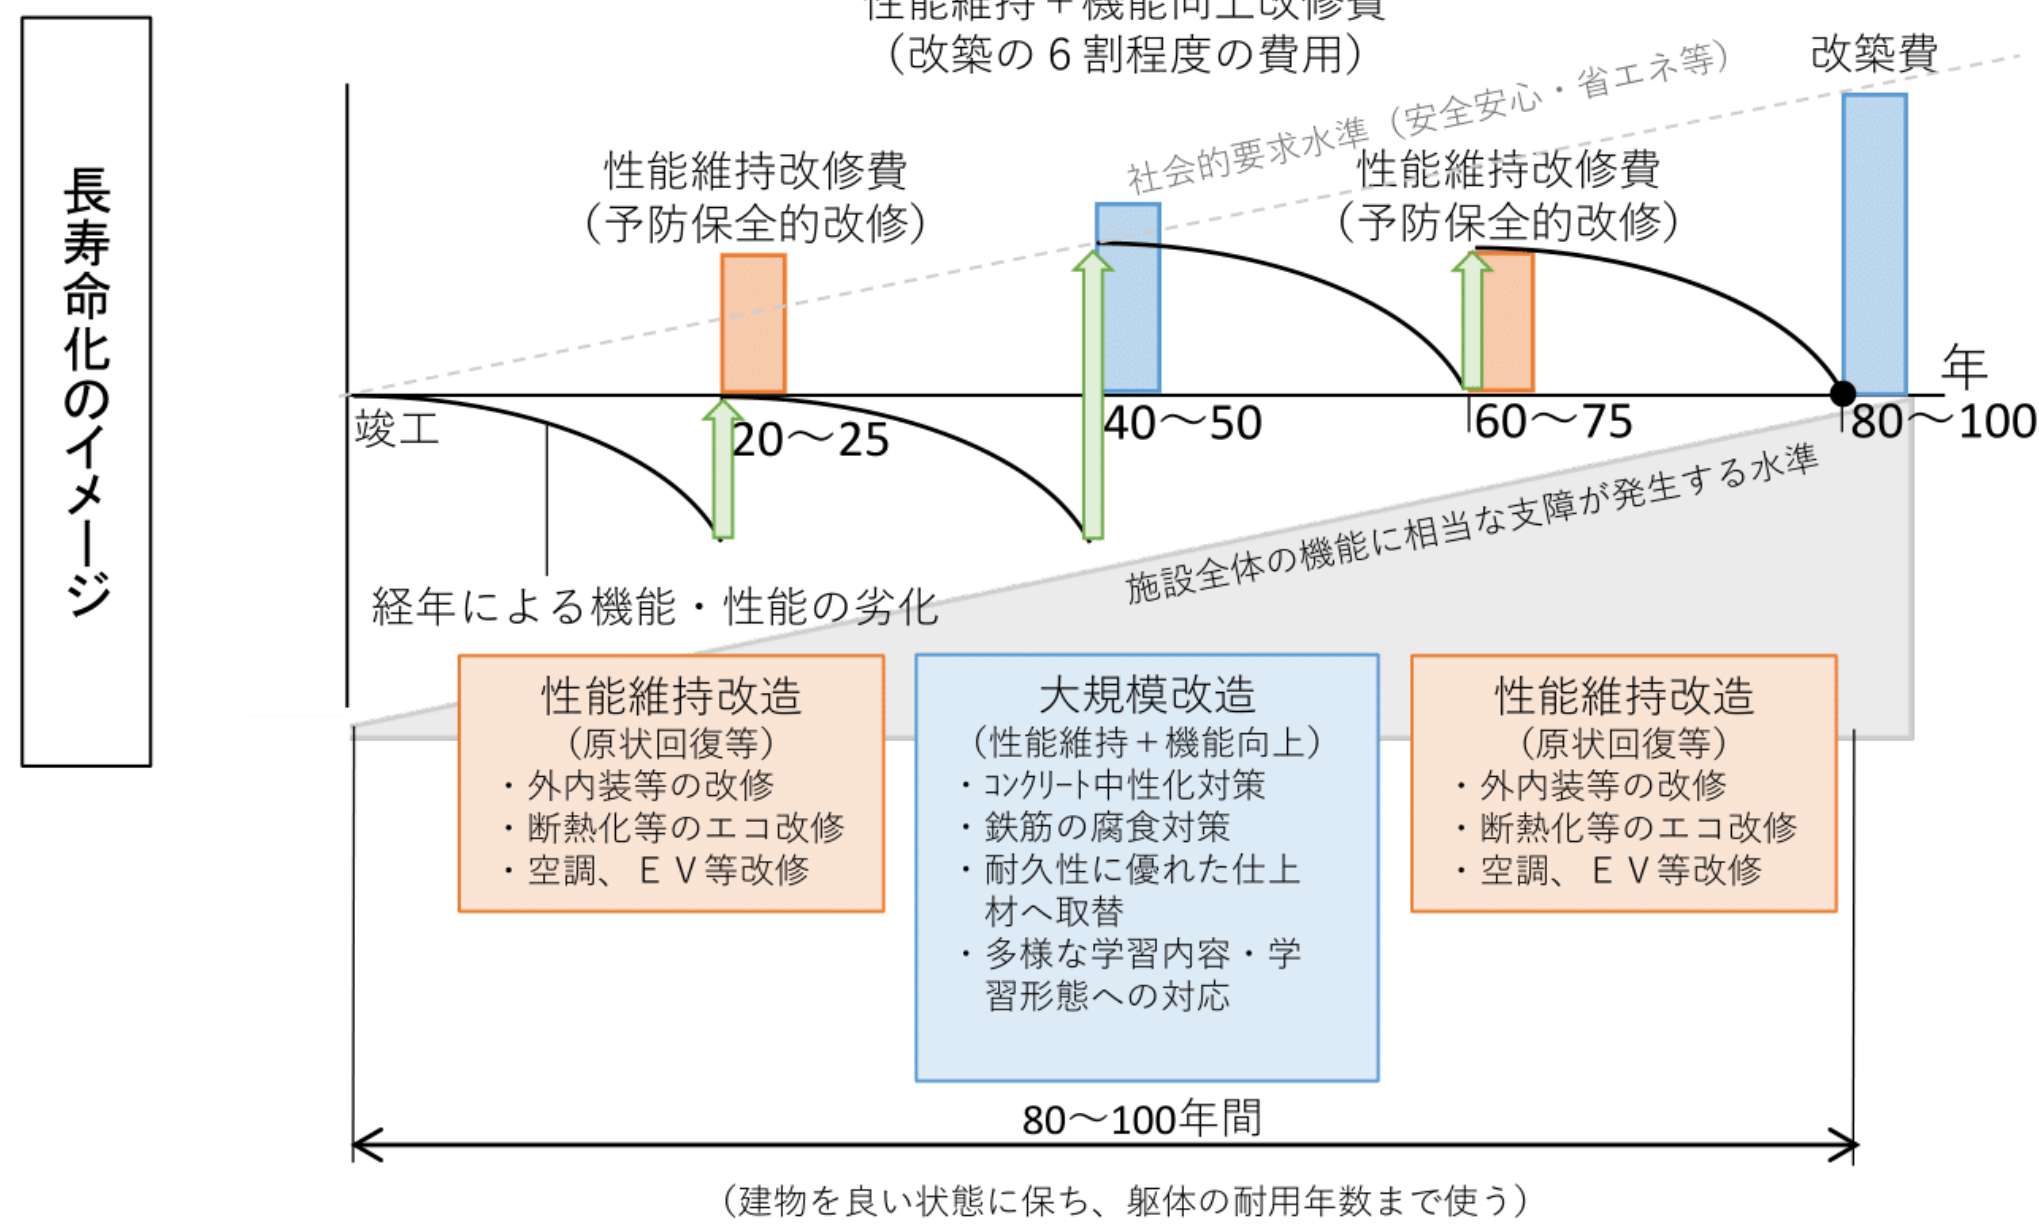 長寿命化のイメージ
性能維持＋機能向上改修費
（改築の６割程度の費用）
改築費
社会的要求水準（安全安心・省エネ等）
性能維持改修費
（予防保全的改修）
性能維持改修費
（予防保全的改修）
年
竣工
20～25
40～50
60～75
80～100
経年による機能・性能の劣化
施設全体の機能に相当な支障が発生する水準
性能維持改造
（原状回復等）
・外内装等の改修
・断熱化等のエコ改修
・空調、ＥＶ等改修
大規模改造
（性能維持＋機能向上）
・ｺﾝｸﾘｰﾄ中性化対策
・鉄筋の腐食対策
・耐久性に優れた仕上
材へ取替
・多様な学習内容・学
習形態への対応
性能維持改造
（原状回復等）
・外内装等の改修
・断熱化等のエコ改修
・空調、ＥＶ等改修
80～100年間
（建物を良い状態に保ち、躯体の耐用年数まで使う）